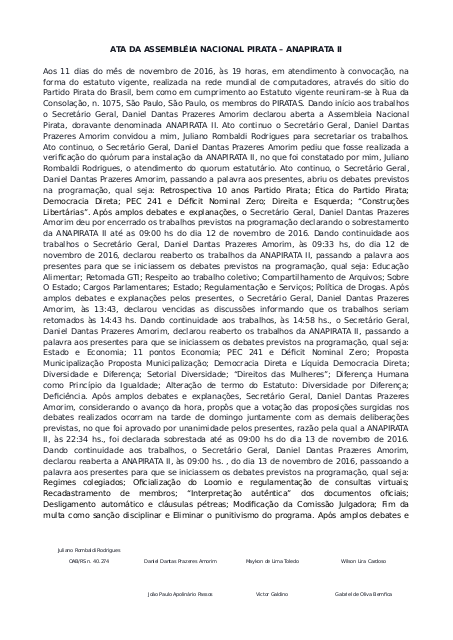 ATA DA ASSEMBLÉIA NACIONAL PIRATA – ANAPIRATA II
Aos 11 dias do mês de novembro de 2016, às 19 horas, em atendimento à convocação, na
forma do estatuto vigente, realizada na rede mundial de computadores, através do sítio do
Partido Pirata do Brasil, bem como em cumprimento ao Estatuto vigente reuniram-se à Rua da
Consolação, n. 1075, São Paulo, São Paulo, os membros do PIRATAS. Dando início aos trabalhos
o Secretário Geral, Daniel Dantas Prazeres Amorim declarou aberta a Assembleia Nacional
Pirata, doravante denominada ANAPIRATA II. Ato continuo o Secretário Geral, Daniel Dantas
Prazeres Amorim convidou a mim, Juliano Rombaldi Rodrigues para secretariar os trabalhos.
Ato continuo, o Secretário Geral, Daniel Dantas Prazeres Amorim pediu que fosse realizada a
verificação do quórum para instalação da ANAPIRATA II, no que foi constatado por mim, Juliano
Rombaldi Rodrigues, o atendimento do quorum estatutário. Ato continuo, o Secretário Geral,
Daniel Dantas Prazeres Amorim, passando a palavra aos presentes, abriu os debates previstos
na programação, qual seja: Retrospectiva 10 anos Partido Pirata; Ética do Partido Pirata;
Democracia Direta; PEC 241 e Déficit Nominal Zero; Direita e Esquerda; “Construções
Libertárias”. Após amplos debates e explanações, o Secretário Geral, Daniel Dantas Prazeres
Amorim deu por encerrados os trabalhos previstos na programação declarando o sobrestamento
da ANAPIRATA II até as 09:00 hs do dia 12 de novembro de 2016. Dando continuidade aos
trabalhos o Secretário Geral, Daniel Dantas Prazeres Amorim, às 09:33 hs, do dia 12 de
novembro de 2016, declarou reaberto os trabalhos da ANAPIRATA II, passando a palavra aos
presentes para que se iniciassem os debates previstos na programação, qual seja: Educação
Alimentar; Retomada GTI; Respeito ao trabalho coletivo; Compartilhamento de Arquivos; Sobre
O Estado; Cargos Parlamentares; Estado; Regulamentação e Serviços; Política de Drogas. Após
amplos debates e explanações pelos presentes, o Secretário Geral, Daniel Dantas Prazeres
Amorim, às 13:43, declarou vencidas as discussões informando que os trabalhos seriam
retomados às 14:43 hs. Dando continuidade aos trabalhos, às 14:58 hs., o Secretário Geral,
Daniel Dantas Prazeres Amorim, declarou reaberto os trabalhos da ANAPIRATA II, passando a
palavra aos presentes para que se iniciassem os debates previstos na programação, qual seja:
Estado e Economia; 11 pontos Economia; PEC 241 e Déficit Nominal Zero; Proposta
Municipalização Proposta Municipalização; Democracia Direta e Líquida Democracia Direta;
Diversidade e Diferença; Setorial Diversidade; “Direitos das Mulheres”; Diferença Humana
como Princípio da Igualdade; Alteração de termo do Estatuto: Diversidade por Diferença;
Deficiência. Após amplos debates e explanações, Secretário Geral, Daniel Dantas Prazeres
Amorim, considerando o avanço da hora, propôs que a votação das proposições surgidas nos
debates realizados ocorram na tarde de domingo juntamente com as demais deliberações
previstas, no que foi aprovado por unanimidade pelos presentes, razão pela qual a ANAPIRATA
II, às 22:34 hs., foi declarada sobrestada até as 09:00 hs do dia 13 de novembro de 2016.
Dando continuidade aos trabalhos, o Secretário Geral, Daniel Dantas Prazeres Amorim,
declarou reaberta a ANAPIRATA II, às 09:00 hs. , do dia 13 de novembro de 2016, passoando a
palavra aos presentes para que se iniciassem os debates previstos na programação, qual seja:
Regimes colegiados; Oficialização do Loomio e regulamentação de consultas virtuais;
Recadastramento de membros; “Interpretação autêntica” dos documentos oficiais;
Desligamento automático e cláusulas pétreas; Modificação da Comissão Julgadora; Fim da
multa como sanção disciplinar e Eliminar o punitivismo do programa. Após amplos debates e
Juliano Rombaldi Rodrigues
OAB/RS n. 40.274 Daniel Dantas Prazeres Amorim Maykon de Lima Toledo Wilson Lira Cardoso
João Paulo Apolinário Passos Victor Galdino Gabriel de Oliva Bernfica